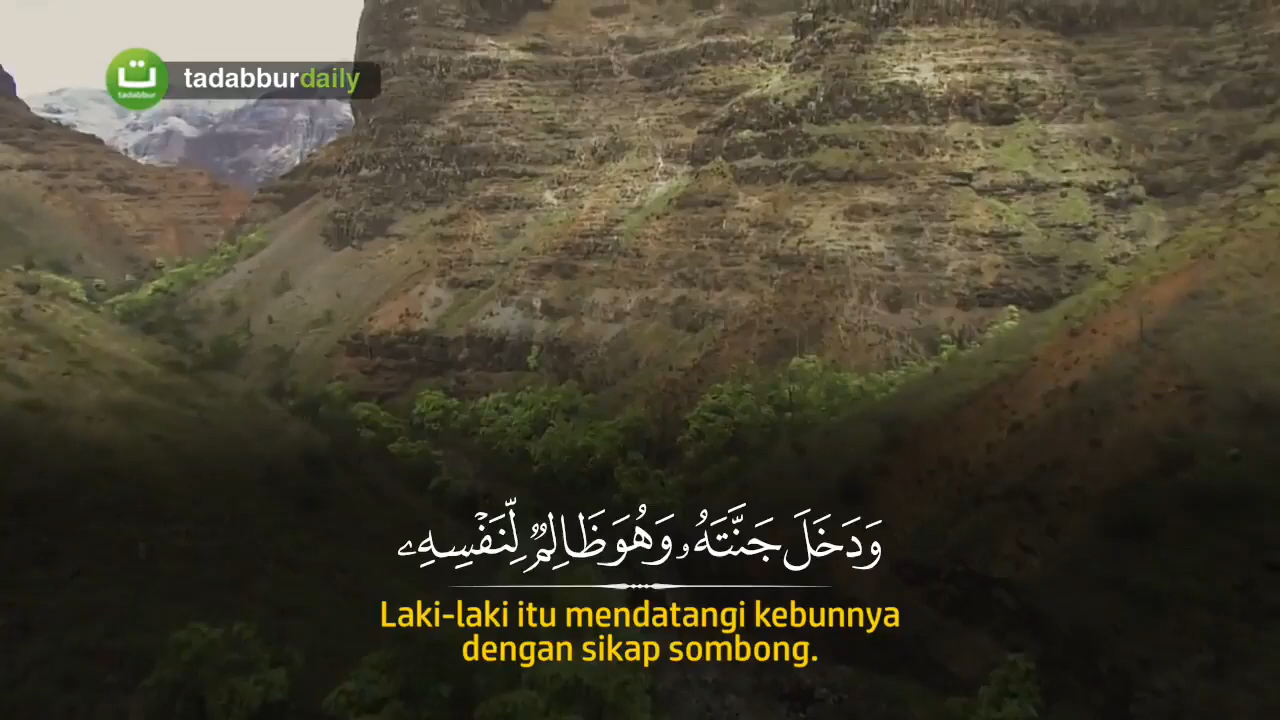 ت
tadabbur
tadabburdaily
وَدَخَلَ جَنَّتَهُۥ وَهُوَ ظَالِمٌۭ لِّنَفْسِهِۦ
Laki-laki itu mendatangi kebunnya
dengan sikap sombong.